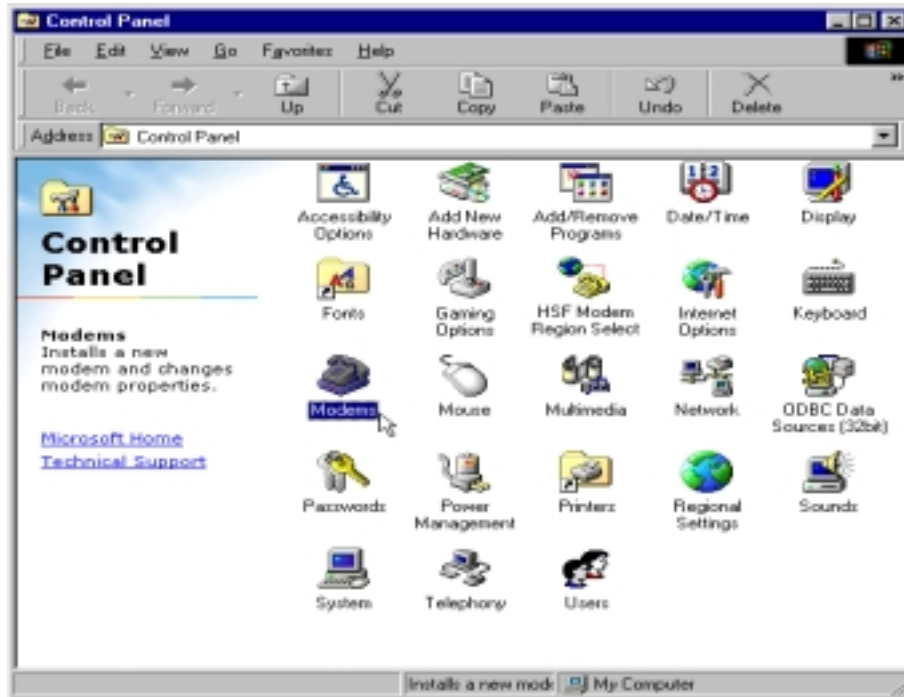 Control Panel
File Edit View Go Favorites Help
Back Forward Up Cut Copy Paste Undo Delete
Address Control Panel
Control
Panel
Modems
Installs a new
modem and changes
modem properties.
Microsoft Home
Technical Support
Accessibility
Options
Add New
Hardware
Add/Remove
Programs
Date/Time
Display
Fonts
Gaming
Options
HSF Modem
Region Select
Internet
Options
Keyboard
Modems
Mouse
Multimedia
Network
ODBC Data
Sources (32bit)
Passwords
Power
Management
Printers
Regional
Settings
Sounds
System
Telephony
Users
Installs a new mode My Computer